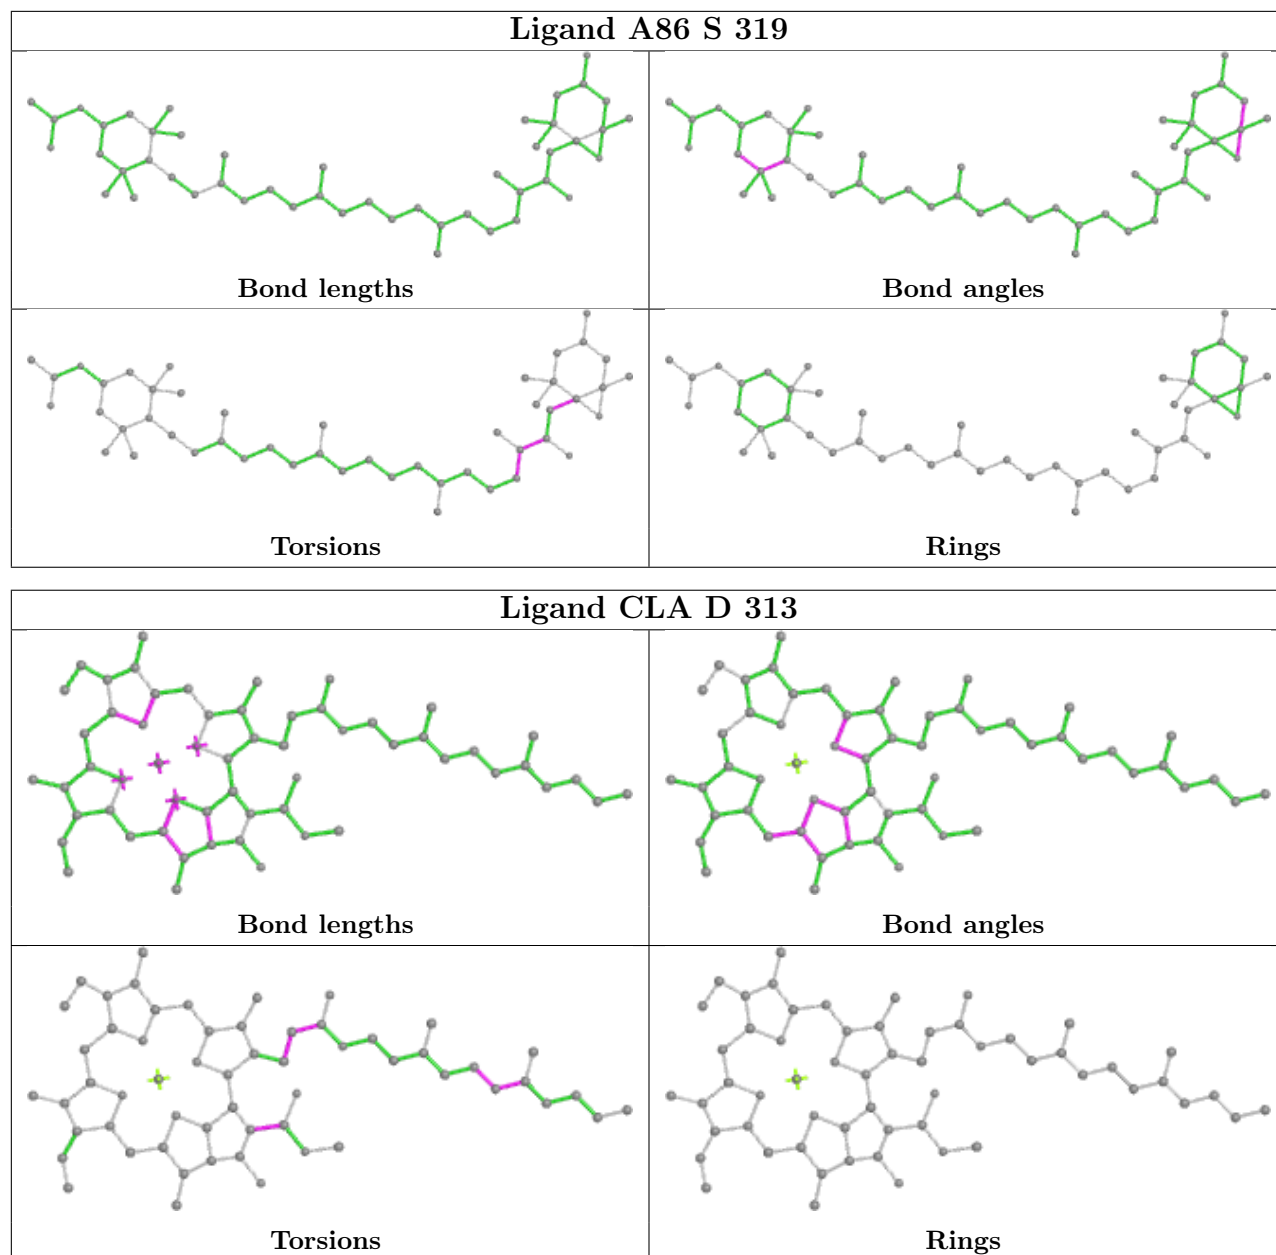 Ligand A86 S 319
Bond lengths
Bond angles
Torsions
Rings
Ligand CLA D 313
Bond lengths
Bond angles
Torsions
Rings